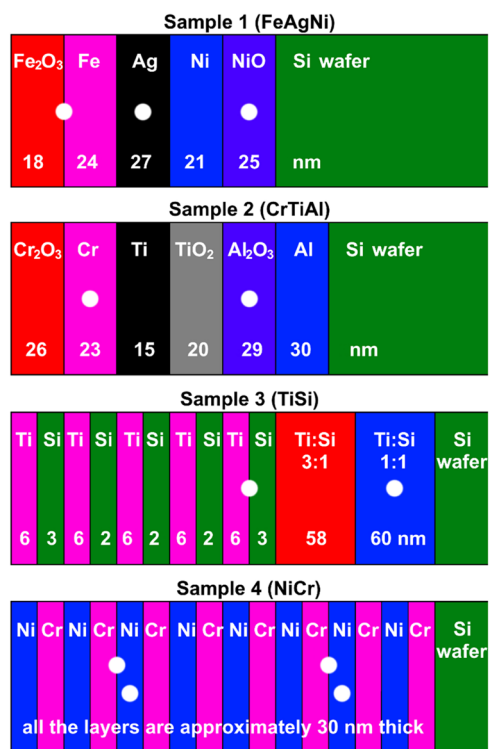 Sample 1 (FeAgNi)
Fe₂O₃ Fe Ag Ni NiO Si wafer
18 24 27 21 25 nm
Sample 2 (CrTiAl)
Cr₂O₃ Cr Ti TiO₂ Al₂O₃ Al Si wafer
26 23 15 20 29 30 nm
Sample 3 (TiSi)
Ti Si Ti Si Ti Si Ti Si Ti Si Ti:Si Ti:Si Si
3:1 1:1 wafer
6 3 6 2 6 2 6 2 6 3 58 60 nm
Sample 4 (NiCr)
Ni Cr Ni Cr Ni Cr Ni Cr Ni Cr Ni Cr Ni Cr Ni Cr Si
wafer
all the layers are approximately 30 nm thick